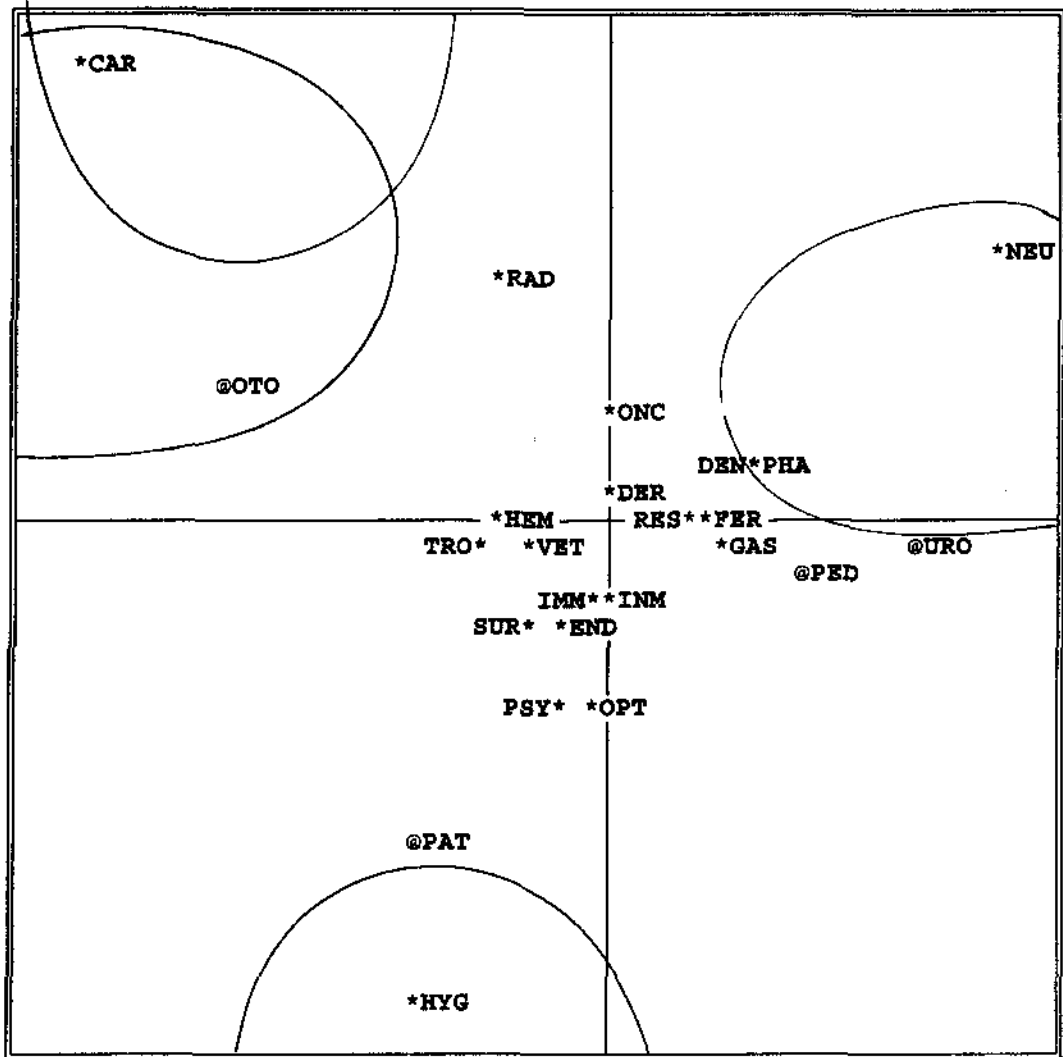 *CAR
*NEU
*RAD
@OTO
*ONC
DEN*PHA
*DER
*HEM RES**FER
TRO* *VET *GAS @URO
@PED
IMM**INM
SUR* *END
PSY* *OPT
@PAT
*HYG